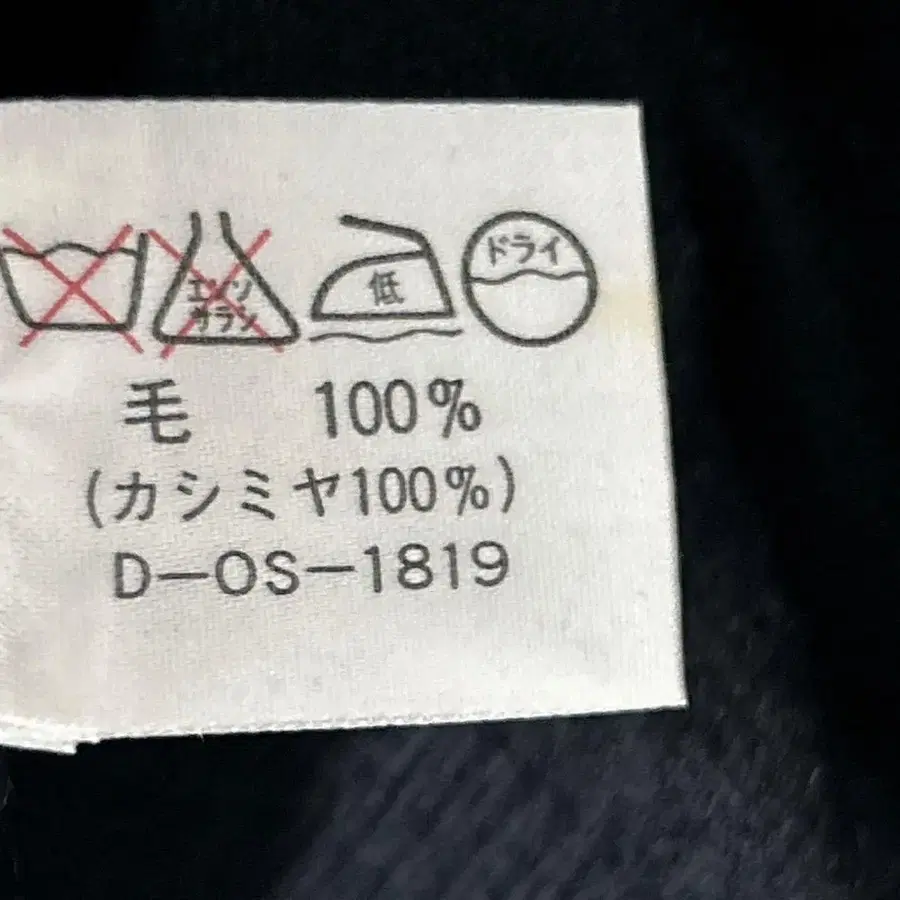 エンソ
サラシ
低
ドライ
毛 100%
(カシミヤ100%)
D-OS-1819